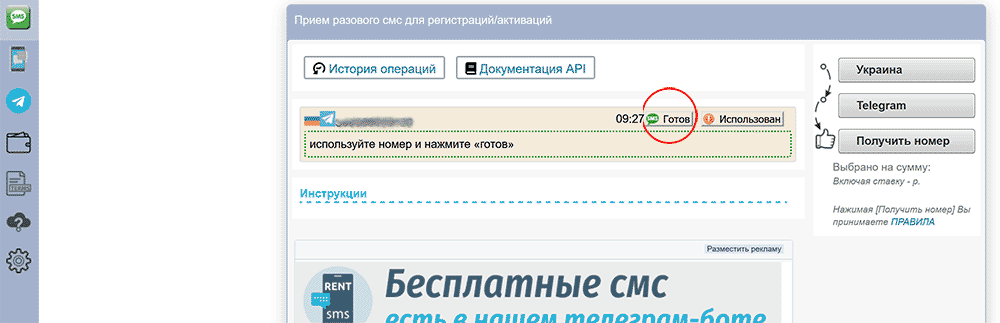 SMS
Прием разового смс для регистраций/активаций
История операций
Документация API
09:27
SMS
Готов
Использован
используйте номер и нажмите «готов»
Инструкции
Украина
Telegram
Получить номер
Выбрано на сумму:
Включая ставку - р.
Нажимая [Получить номер] Вы
принимаете ПРАВИЛА
Разместить рекламу
RENT
sms
Бесплатные смс
есть в нашем телеграм-боте